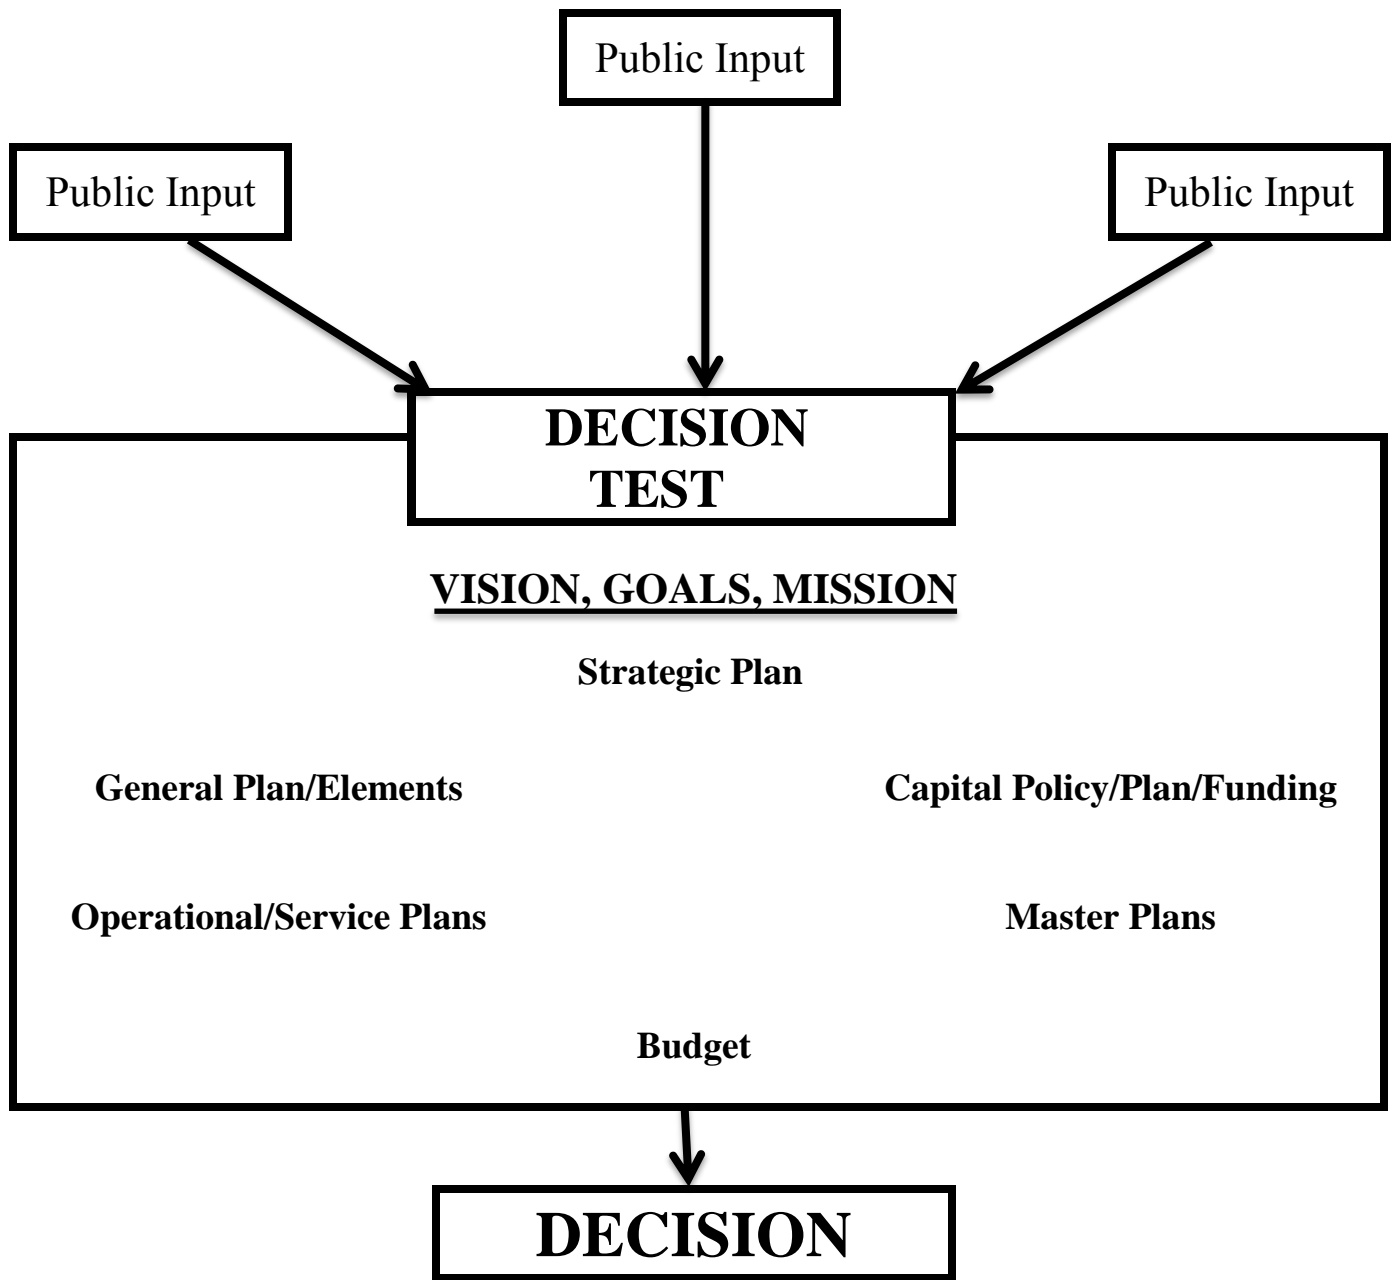 Public Input
Public Input
Public Input
DECISION
TEST
VISION, GOALS, MISSION
Strategic Plan
General Plan/Elements
Capital Policy/Plan/Funding
Operational/Service Plans
Master Plans
Budget
DECISION